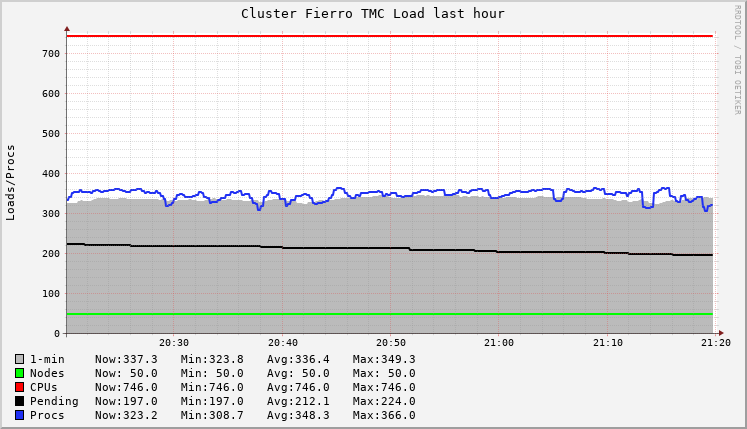 Cluster Fierro TMC Load last hour
RRDTOOL / TOBI OETIKER
Loads/Procs
700
600
500
400
300
200
100
0
20:30 20:40 20:50 21:00 21:10 21:20
1-min Now:337.3 Min:323.8 Avg:336.4 Max:349.3
Nodes Now: 50.0 Min: 50.0 Avg: 50.0 Max: 50.0
CPUs Now:746.0 Min:746.0 Avg:746.0 Max:746.0
Pending Now:197.0 Min:197.0 Avg:212.1 Max:224.0
Procs Now:323.2 Min:308.7 Avg:348.3 Max:366.0